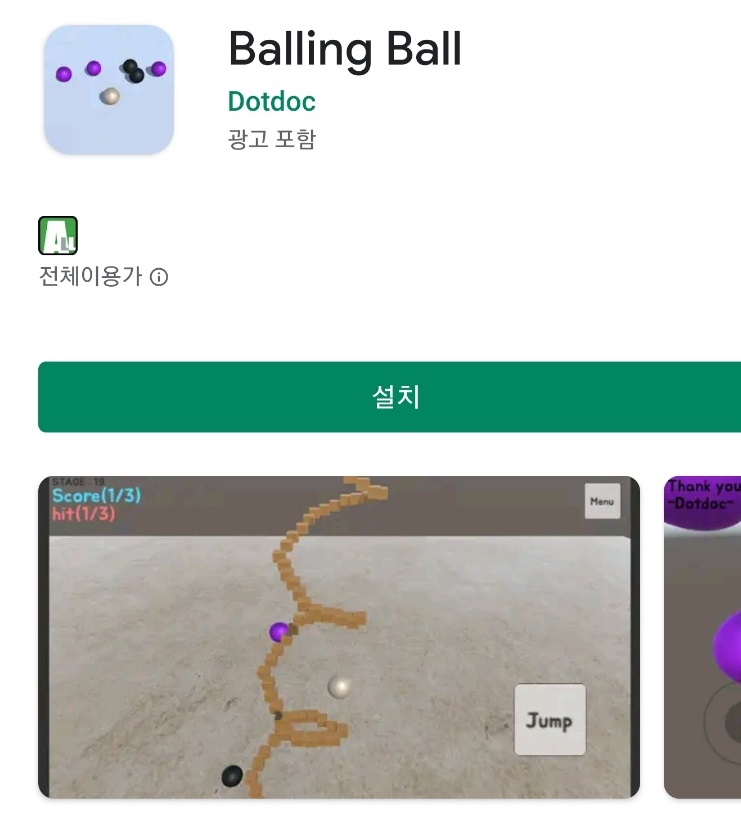 Balling Ball
Dotdoc
광고 포함
ALL
전체이용가
설치
STAGE : 19
Score(1/3)
hit(1/3)
Menu
Jump
Thank you
-Dotdoc-